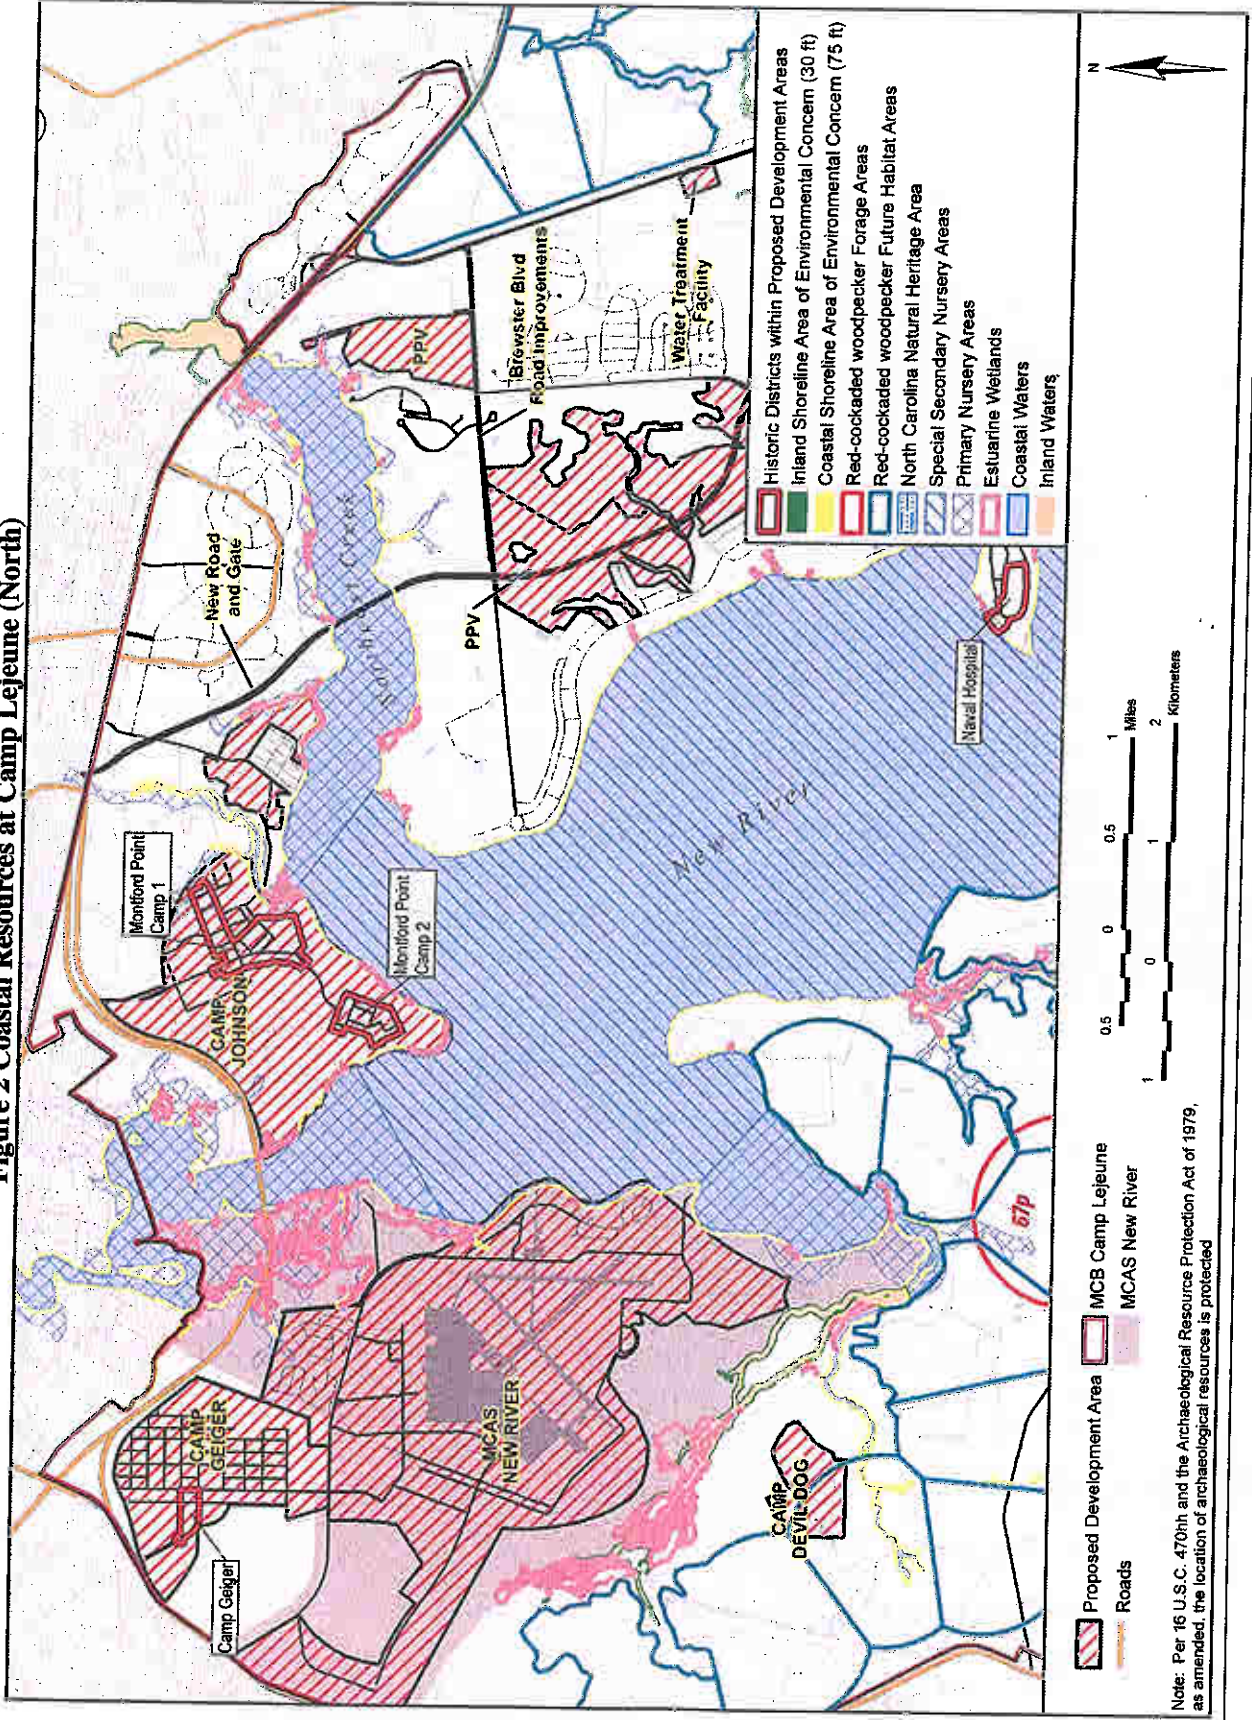 Figure 2 Coastal Resources at Camp Lejeune (North)
Camp Geiger
CAMP
GEIGER
MCAS
NEW RIVER
CAMP
DEVIL DOG
CAMP
JOHNSON
Montford Point
Camp 1
Montford Point
Camp 2
New Road
and Gate
New River
PPV
PPV
Brewster Blvd
Road Improvements
Water Treatment
Facility
Naval Hospital
67p
Historic Districts within Proposed Development Areas
Inland Shoreline Area of Environmental Concern (30 ft)
Coastal Shoreline Area of Environmental Concern (75 ft)
Red-cockaded woodpecker Forage Areas
Red-cockaded woodpecker Future Habitat Areas
North Carolina Natural Heritage Area
Special Secondary Nursery Areas
Primary Nursery Areas
Estuarine Wetlands
Coastal Waters
Inland Waters
Proposed Development Area
MCB Camp Lejeune
Roads
MCAS New River
0.5 0 0.5 1
Miles
1 0 1 2
Kilometers
N
Note: Per 16 U.S.C. 470hh and the Archaeological Resource Protection Act of 1979,
as amended, the location of archaeological resources is protected